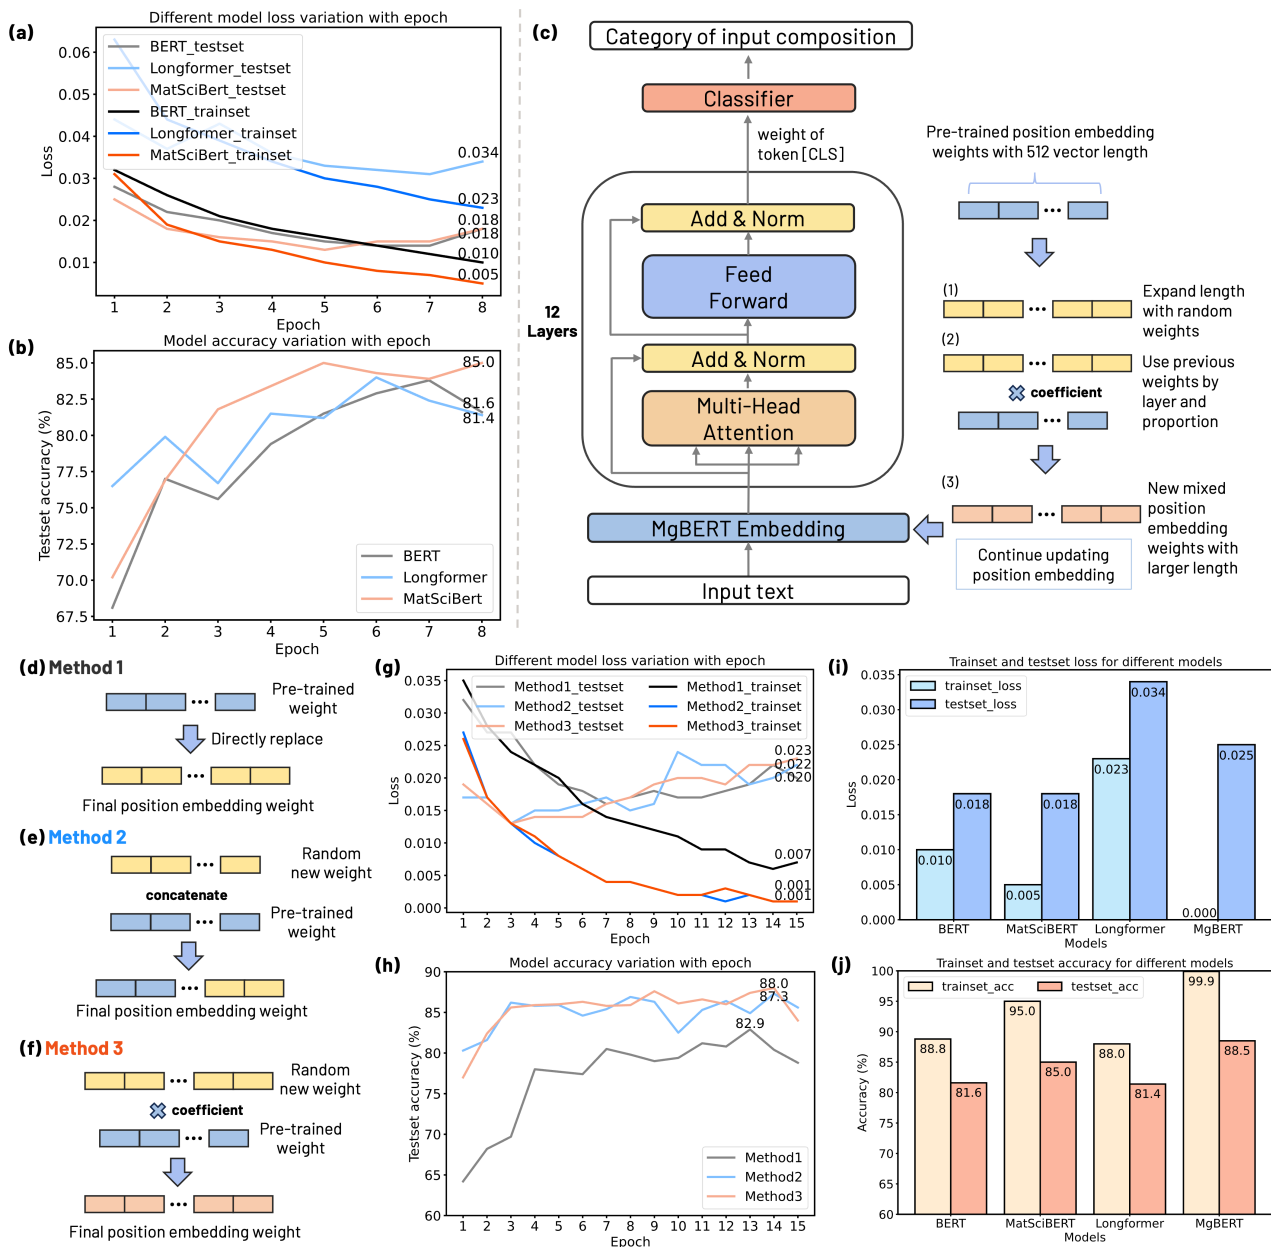 (a)
Different model loss variation with epoch
BERT_testset
Longformer_testset
MatSciBert_testset
BERT_trainset
Longformer_trainset
MatSciBert_trainset
0.06
0.05
0.04
0.03
0.02
0.01
Loss
0.034
0.023
0.018
0.018
0.010
0.005
1 2 3 4 5 6 7 8
Epoch
(b)
Model accuracy variation with epoch
85.0
82.5
80.0
77.5
75.0
72.5
70.0
67.5
Testset accuracy (%)
85.0
81.6
81.4
BERT
Longformer
MatSciBert
1 2 3 4 5 6 7 8
Epoch
(c)
Category of input composition
Classifier
weight of
token[CLS]
Add & Norm
Feed
Forward
12
Layers
Add & Norm
Multi-Head
Attention
MgBERT Embedding
Input text
Pre-trained position embedding
weights with 512 vector length
(1)
Expand length
with random
weights
(2)
Use previous
weights by
layer and
proportion
coefficient
(3)
New mixed
position
embedding
weights with
larger length
Continue updating
position embedding
(d) Method 1
Pre-trained
weight
Directly replace
Final position embedding weight
(e) Method 2
Random
new weight
concatenate
Pre-trained
weight
Final position embedding weight
(f) Method 3
Random
new weight
coefficient
Pre-trained
weight
Final position embedding weight
(g)
Different model loss variation with epoch
Method1_testset
Method2_testset
Method3_testset
Method1_trainset
Method2_trainset
Method3_trainset
0.035
0.030
0.025
0.020
0.015
0.010
0.005
0.000
Loss
0.023
0.022
0.020
0.007
0.001
0.001
1 2 3 4 5 6 7 8 9 10 11 12 13 14 15
Epoch
(h)
Model accuracy variation with epoch
90
85
80
75
70
65
60
Testset accuracy (%)
88.0
87.3
82.9
Method1
Method2
Method3
1 2 3 4 5 6 7 8 9 10 11 12 13 14 15
Epoch
(i)
Trainset and testset loss for different models
trainset_loss
testset_loss
0.035
0.030
0.025
0.020
0.015
0.010
0.005
0.000
Loss
0.010
0.018
0.005
0.018
0.023
0.034
0.000
0.025
BERT MatSciBERT Longformer MgBERT
Models
(j)
Trainset and testset accuracy for different models
trainset_acc
testset_acc
100
95
90
85
80
75
70
65
60
Accuracy (%)
88.8
81.6
95.0
85.0
88.0
81.4
99.9
88.5
BERT MatSciBERT Longformer MgBERT
Models